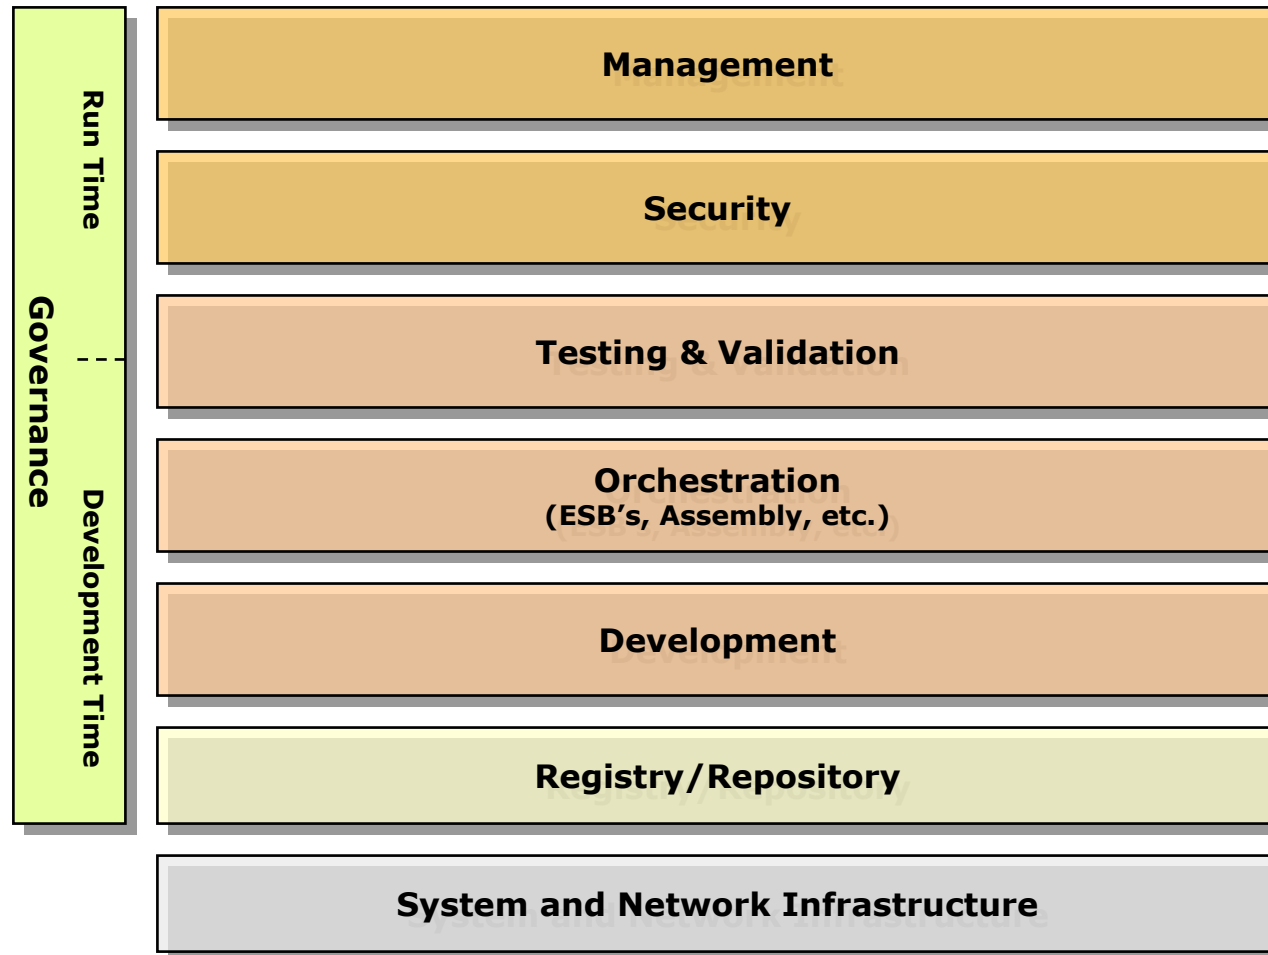 Governance
Run Time
Development Time
Management
Security
Testing & Validation
Orchestration
(ESB’s, Assembly, etc.)
Development
Registry/Repository
System and Network Infrastructure